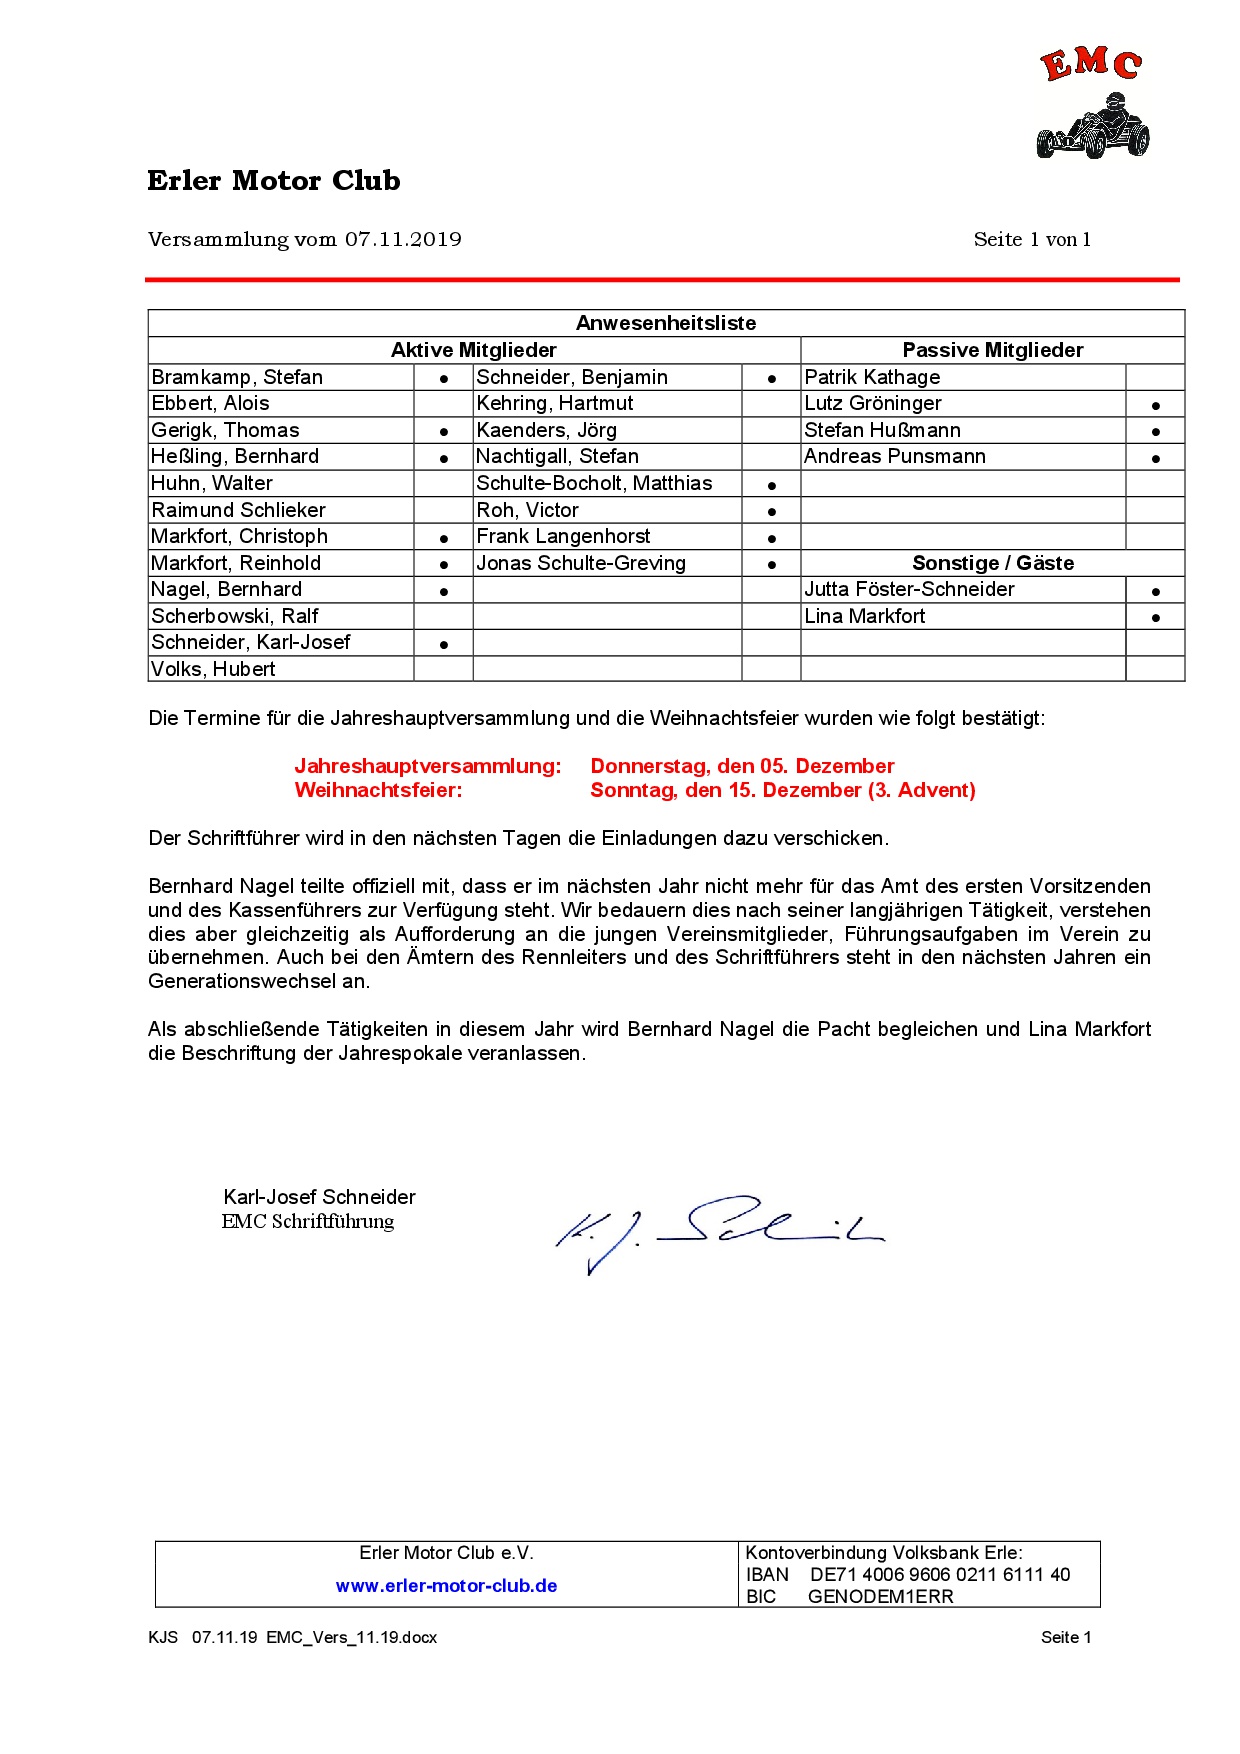 EMC
Erler Motor Club
Versammlung vom 07.11.2019 Seite 1 von 1
Anwesenheitsliste
Aktive Mitglieder Passive Mitglieder
Bramkamp, Stefan ● Schneider, Benjamin ● Patrik Kathage
Ebbert, Alois Kehring, Hartmut Lutz Gröninger ●
Gerigk, Thomas ● Kaenders, Jörg Stefan Hußmann ●
Heßling, Bernhard ● Nachtigall, Stefan Andreas Punsmann ●
Huhn, Walter Schulte-Bocholt, Matthias ●
Raimund Schlieker Roh, Victor ●
Markfort, Christoph ● Frank Langenhorst ●
Markfort, Reinhold ● Jonas Schulte-Greving ● Sonstige / Gäste
Nagel, Bernhard ● Jutta Föster-Schneider ●
Scherbowski, Ralf Lina Markfort ●
Schneider, Karl-Josef ●
Volks, Hubert
Die Termine für die Jahreshauptversammlung und die Weihnachtsfeier wurden wie folgt bestätigt:
Jahreshauptversammlung: Donnerstag, den 05. Dezember
Weihnachtsfeier: Sonntag, den 15. Dezember (3. Advent)
Der Schriftführer wird in den nächsten Tagen die Einladungen dazu verschicken.
Bernhard Nagel teilte offiziell mit, dass er im nächsten Jahr nicht mehr für das Amt des ersten Vorsitzenden
und des Kassenführers zur Verfügung steht. Wir bedauern dies nach seiner langjährigen Tätigkeit, verstehen
dies aber gleichzeitig als Aufforderung an die jungen Vereinsmitglieder, Führungsaufgaben im Verein zu
übernehmen. Auch bei den Ämtern des Rennleiters und des Schriftführers steht in den nächsten Jahren ein
Generationswechsel an.
Als abschließende Tätigkeiten in diesem Jahr wird Bernhard Nagel die Pacht begleichen und Lina Markfort
die Beschriftung der Jahrespokale veranlassen.
Karl-Josef Schneider
EMC Schriftführung
K. J. Schneider
Erler Motor Club e.V. Kontoverbindung Volksbank Erle:
www.erler-motor-club.de IBAN DE71 4006 9606 0211 6111 40
BIC GENODEM1ERR
KJS 07.11.19 EMC_Vers_11.19.docx Seite 1